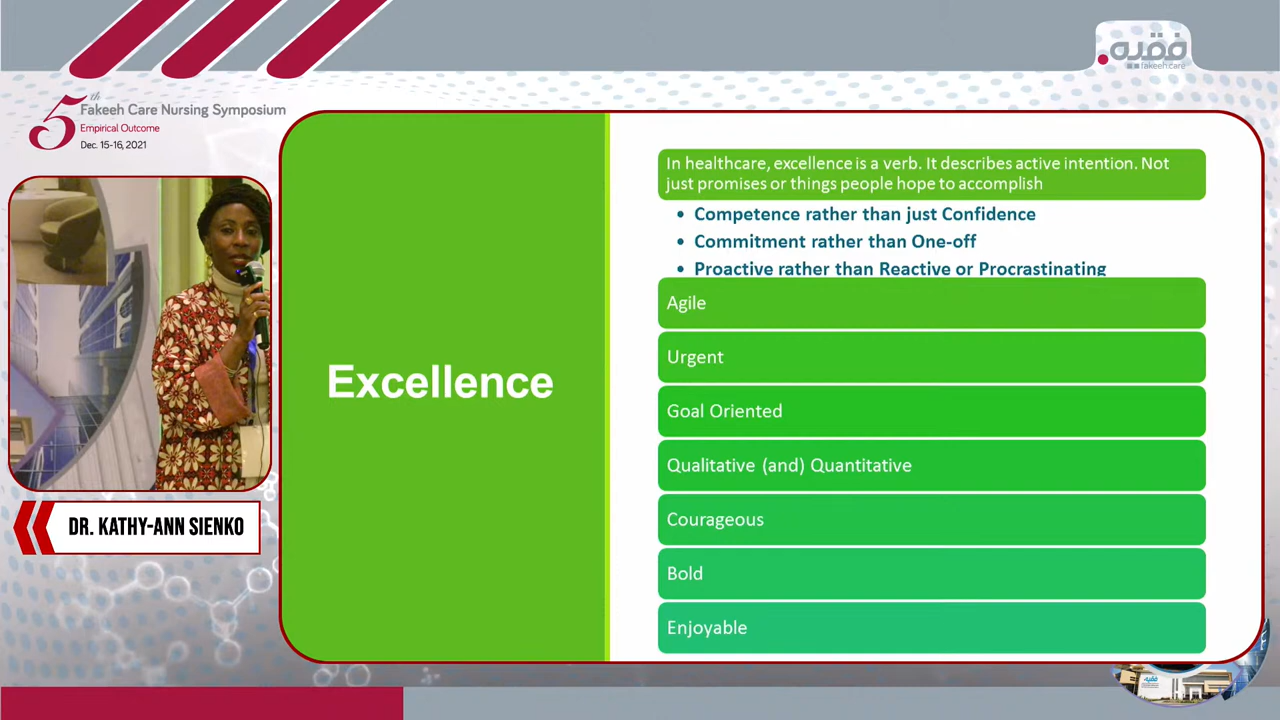 فقيه
fakeeh care
5th
Fakeeh Care Nursing Symposium
Empirical Outcome
Dec. 15-16, 2021
In healthcare, excellence is a verb. It describes active intention. Not
just promises or things people hope to accomplish
• Competence rather than just Confidence
• Commitment rather than One-off
• Proactive rather than Reactive or Procrastinating
Excellence
Agile
Urgent
Goal Oriented
Qualitative (and) Quantitative
Courageous
Bold
Enjoyable
DR. KATHY-ANN SIENKO
فقيه